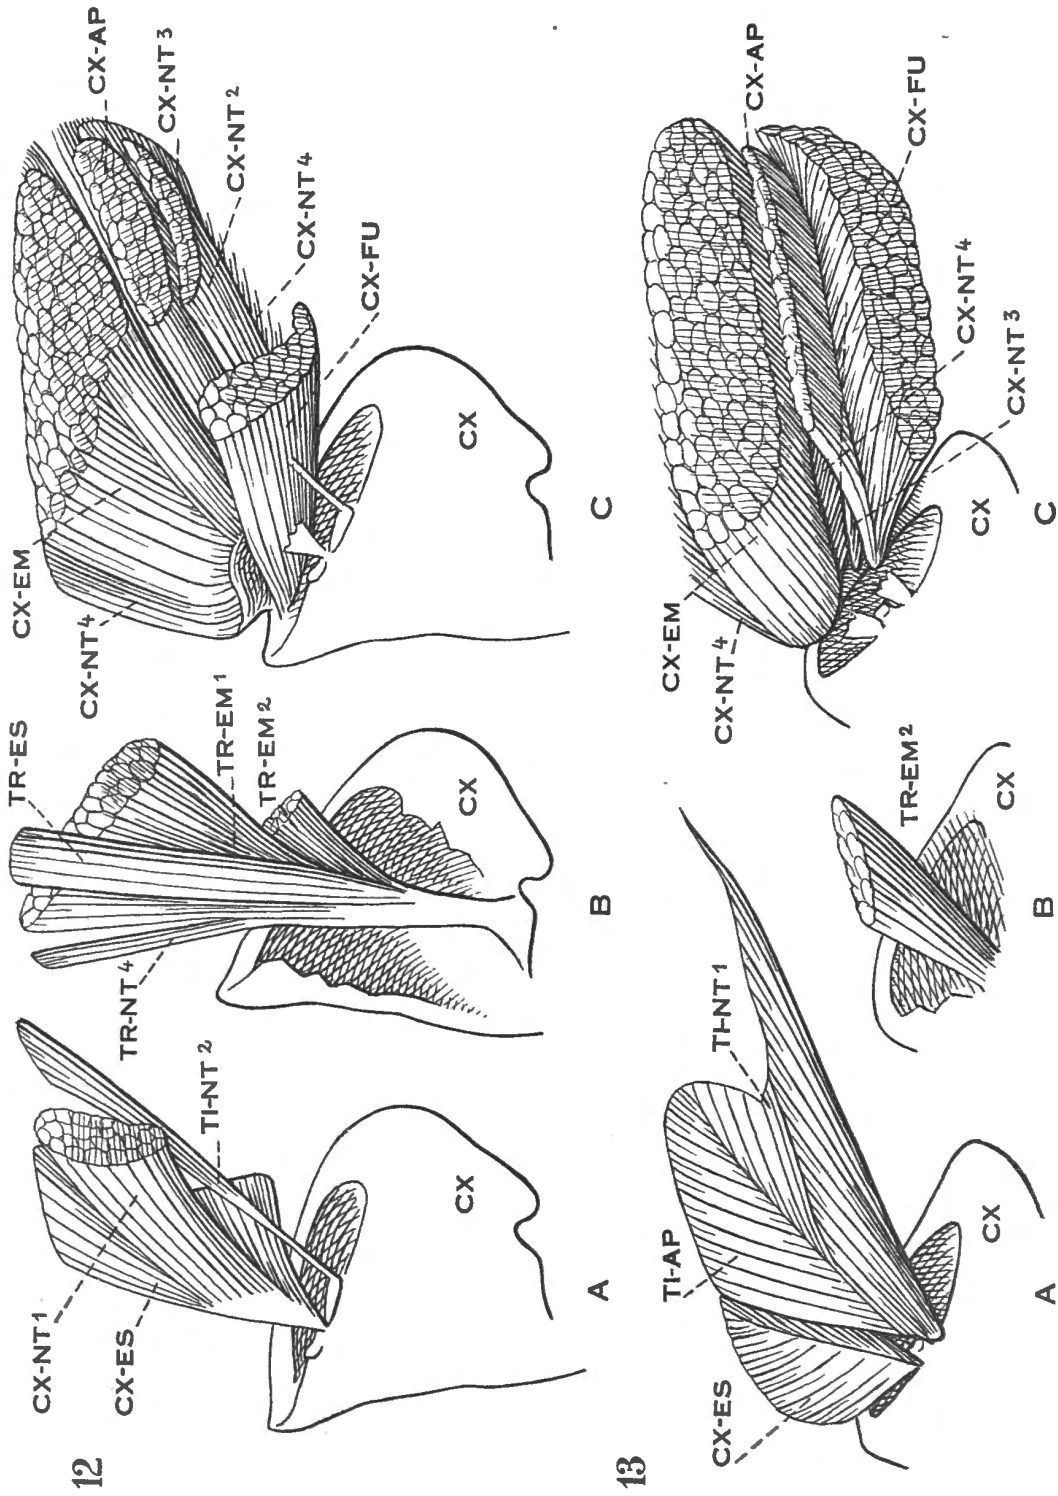 12
CX-NT1
CX-ES
TI-NT2
CX
A
TR-ES
TR-EM1
TR-EM2
TR-NT4
CX
B
CX-EM
CX-NT4
CX-AP
CX-NT3
CX-NT2
CX-NT4
CX-FU
CX
C
13
CX-ES
TI-AP
TI-NT1
CX
A
TR-EM2
CX
B
CX-EM
CX-NT4
CX-AP
CX-FU
CX-NT4
CX-NT3
CX
C